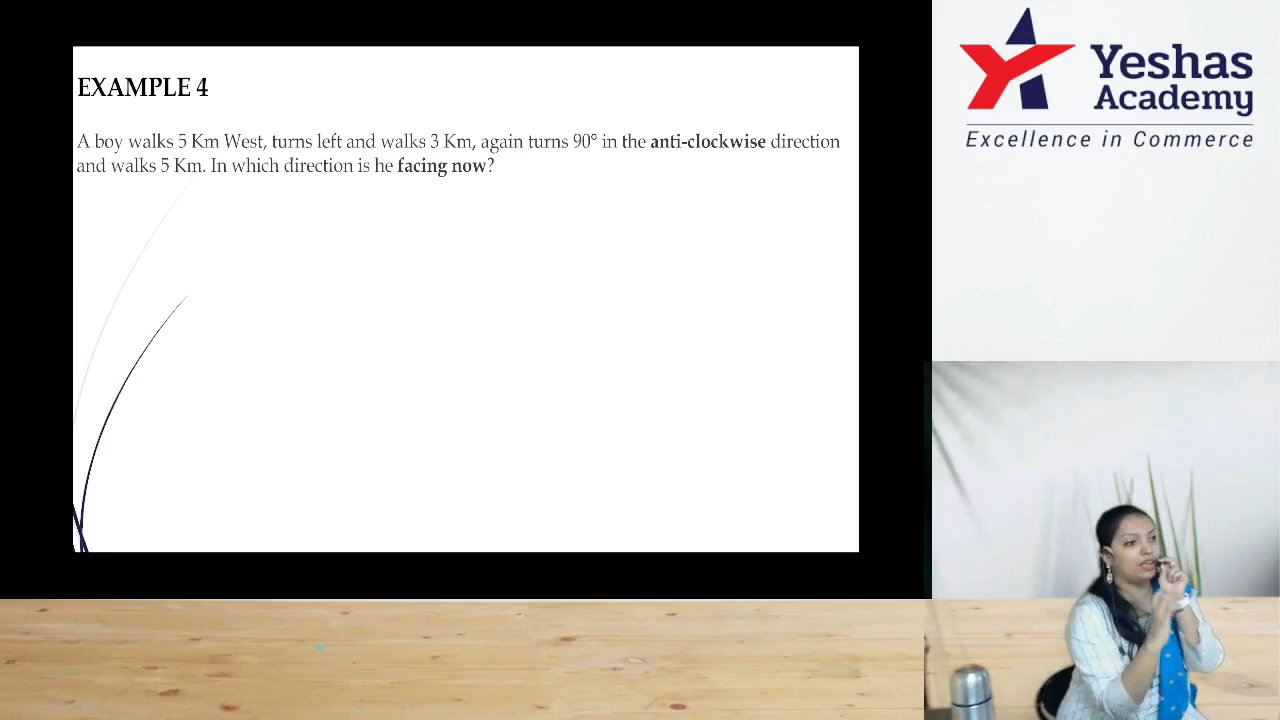 EXAMPLE 4
A boy walks 5 Km West, turns left and walks 3 Km, again turns 90° in the anti-clockwise direction
and walks 5 Km. In which direction is he facing now?
Yeshas
Academy
Excellence in Commerce